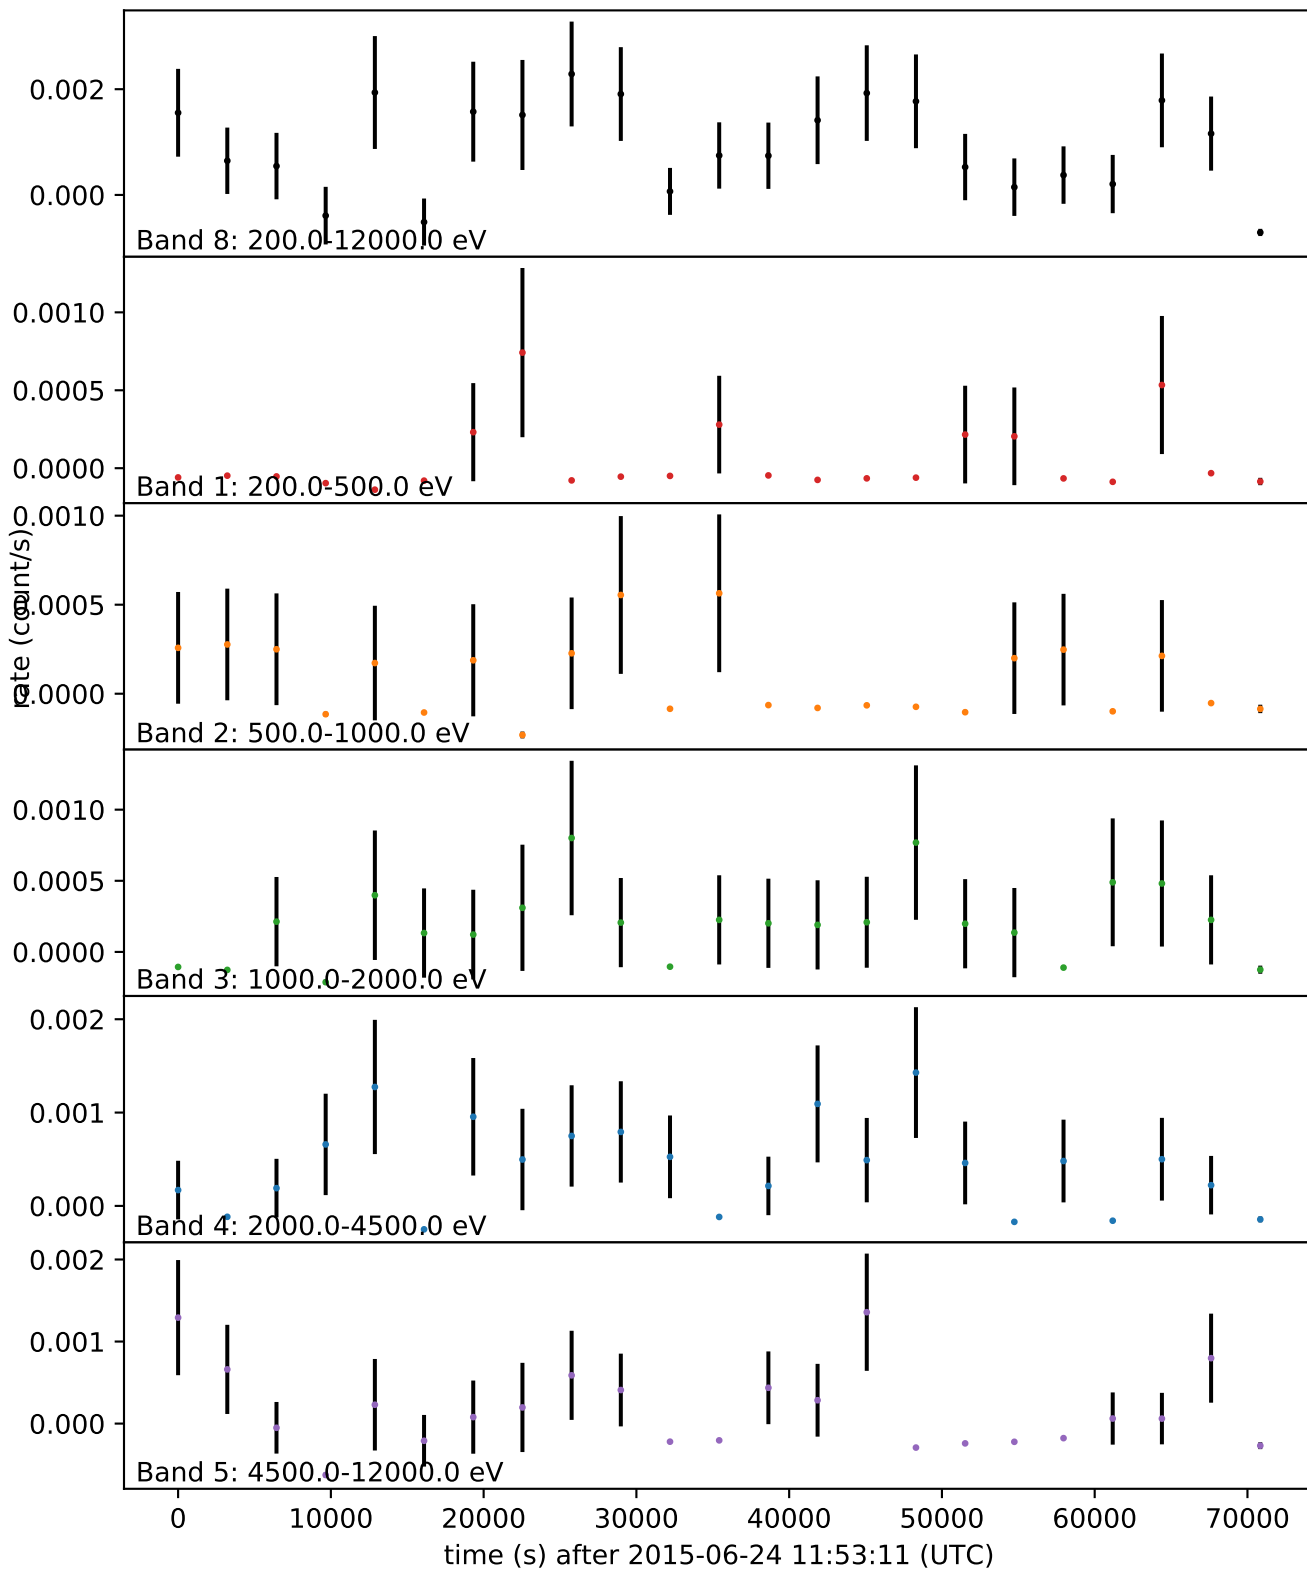 0.002
0.000
Band 8: 200.0-12000.0 eV
0.0010
0.0005
0.0000
Band 1: 200.0-500.0 eV
rate (count/s)
0.0010
0.0005
0.0000
Band 2: 500.0-1000.0 eV
0.0010
0.0005
0.0000
Band 3: 1000.0-2000.0 eV
0.002
0.001
0.000
Band 4: 2000.0-4500.0 eV
0.002
0.001
0.000
Band 5: 4500.0-12000.0 eV
0 10000 20000 30000 40000 50000 60000 70000
time (s) after 2015-06-24 11:53:11 (UTC)